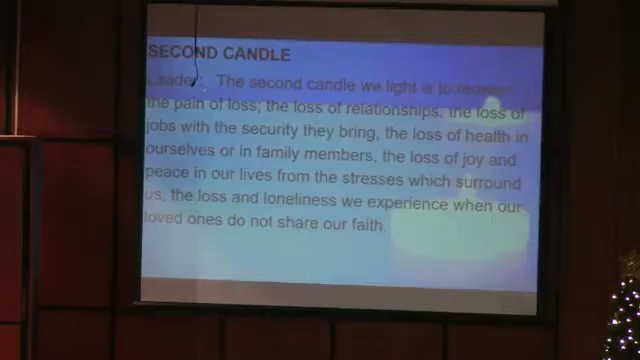 SECOND CANDLE
Leader: The second candle we light is to
the pain of loss; the loss of relationships, the loss of
jobs with the security they bring, the loss of health in
ourselves or in family members, the loss of joy and
peace in our lives from the stresses which surround
us, the loss and loneliness we experience when our
loved ones do not share our faith.